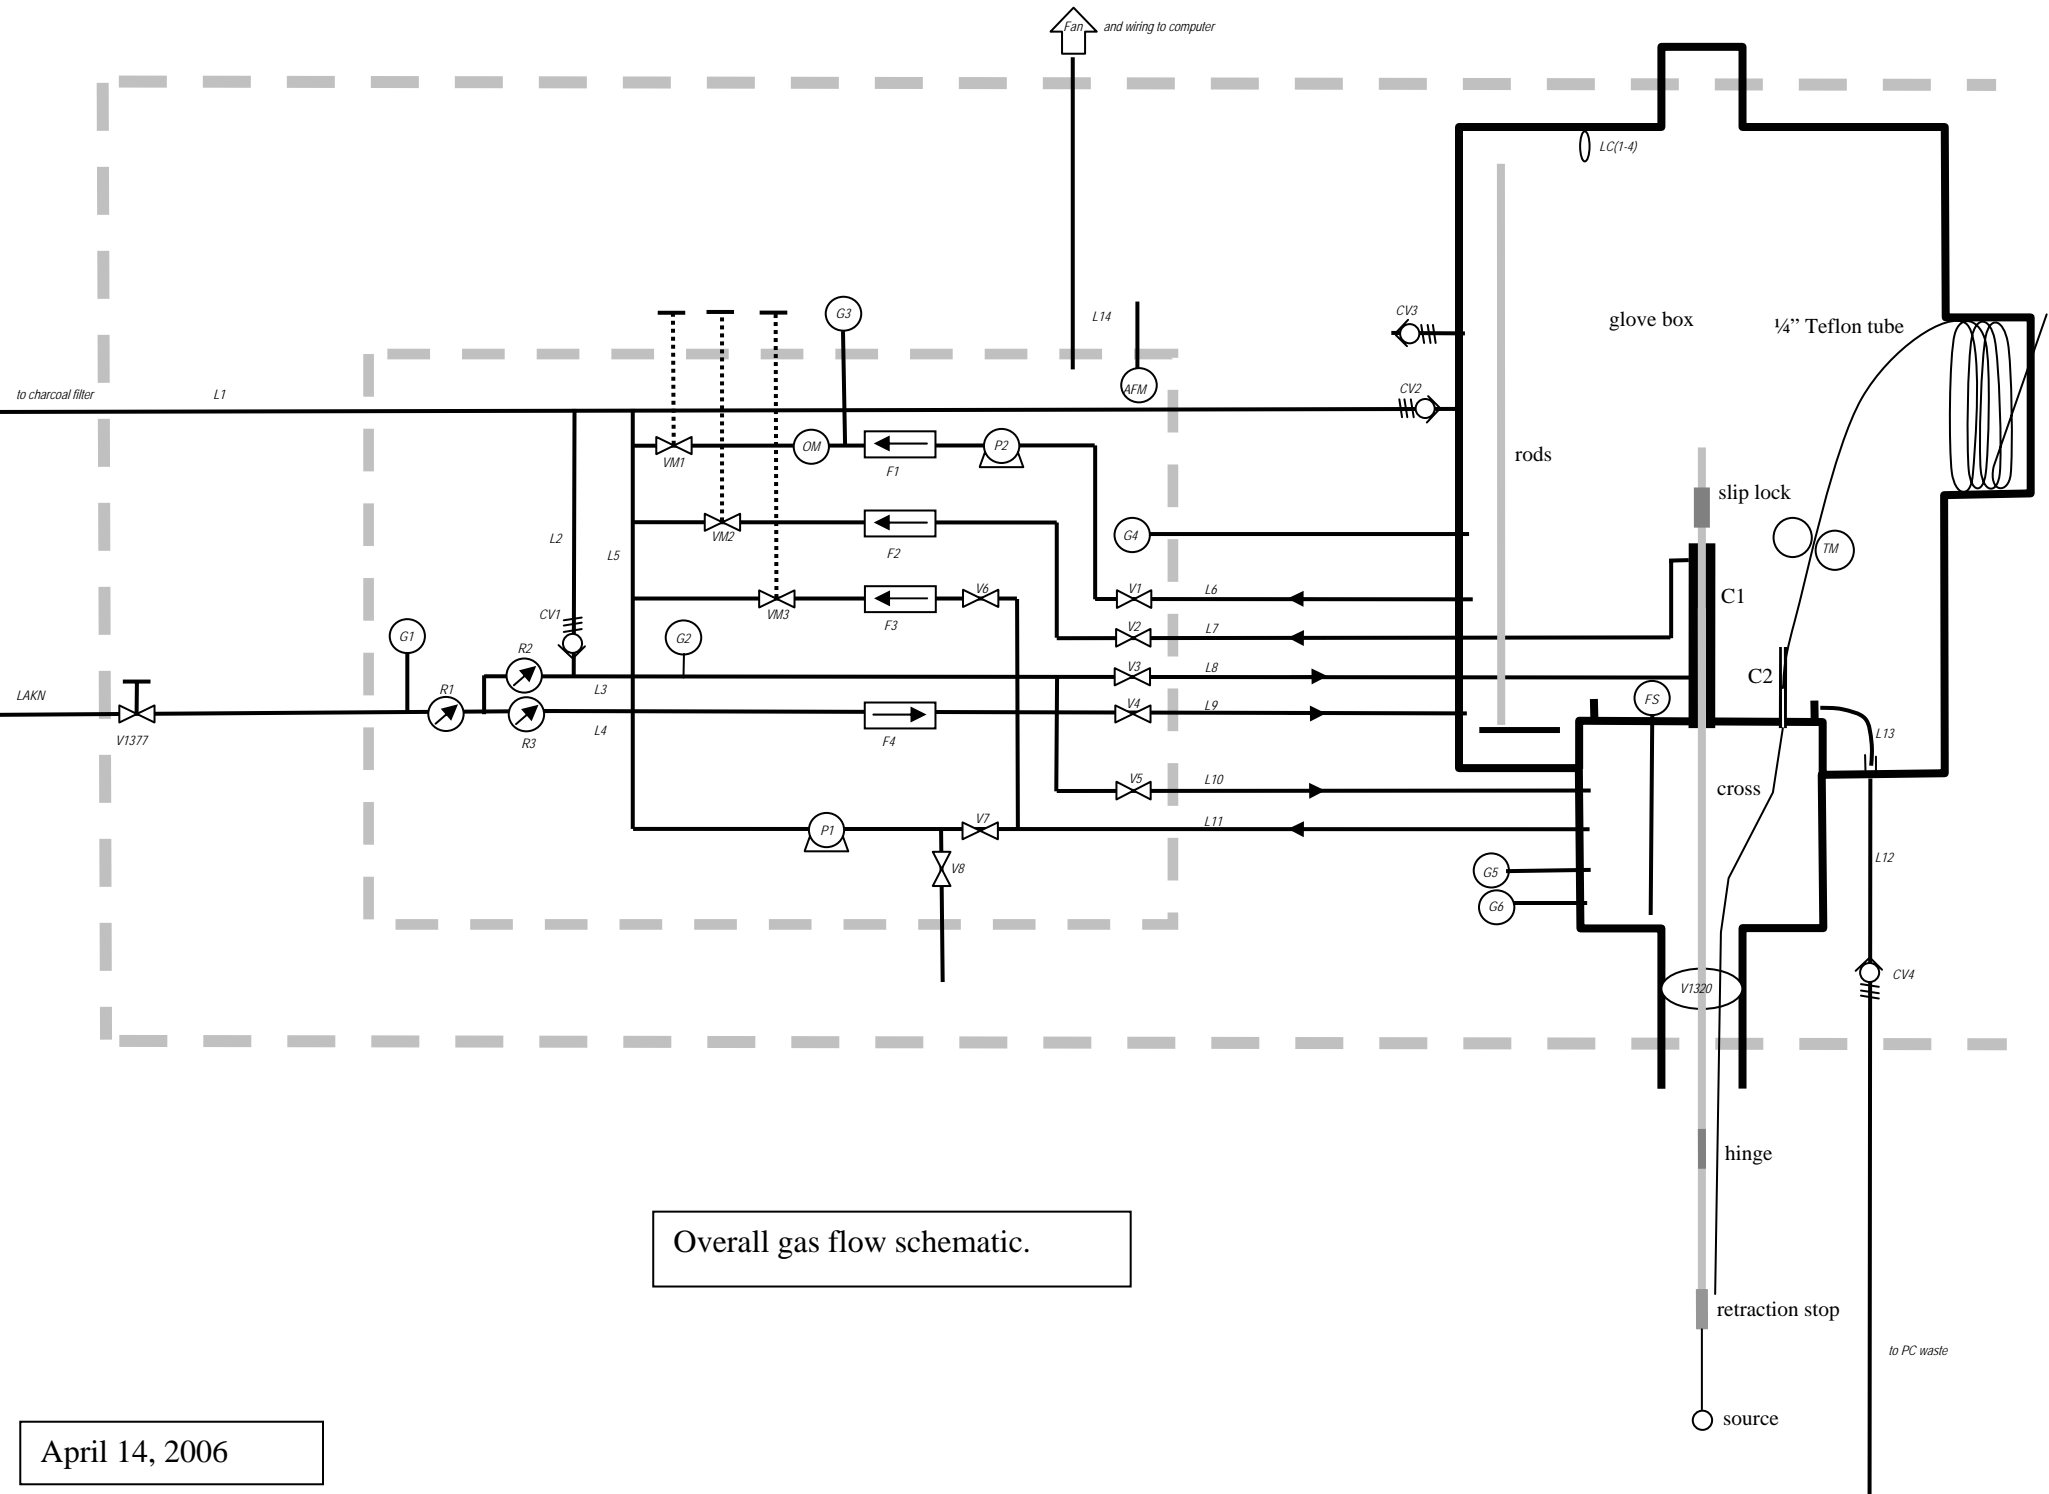 Fan and wiring to computer
LC(1-4)
G3
L14
CV3
glove box
¼” Teflon tube
AFM
CV2
to charcoal filter
L1
OM
P2
VM1
F1
rods
slip lock
L2
L5
VM2
F2
G4
TM
V6
V1
L6
C1
CV1
VM3
F3
V2
L7
G1
G2
R2
V3
L8
C2
LAKN
R1
L3
FS
V4
L9
V1377
R3
L4
F4
L13
V5
L10
cross
P1
V7
L11
V8
L12
G5
G6
V1320
CV4
hinge
Overall gas flow schematic.
retraction stop
to PC waste
source
April 14, 2006